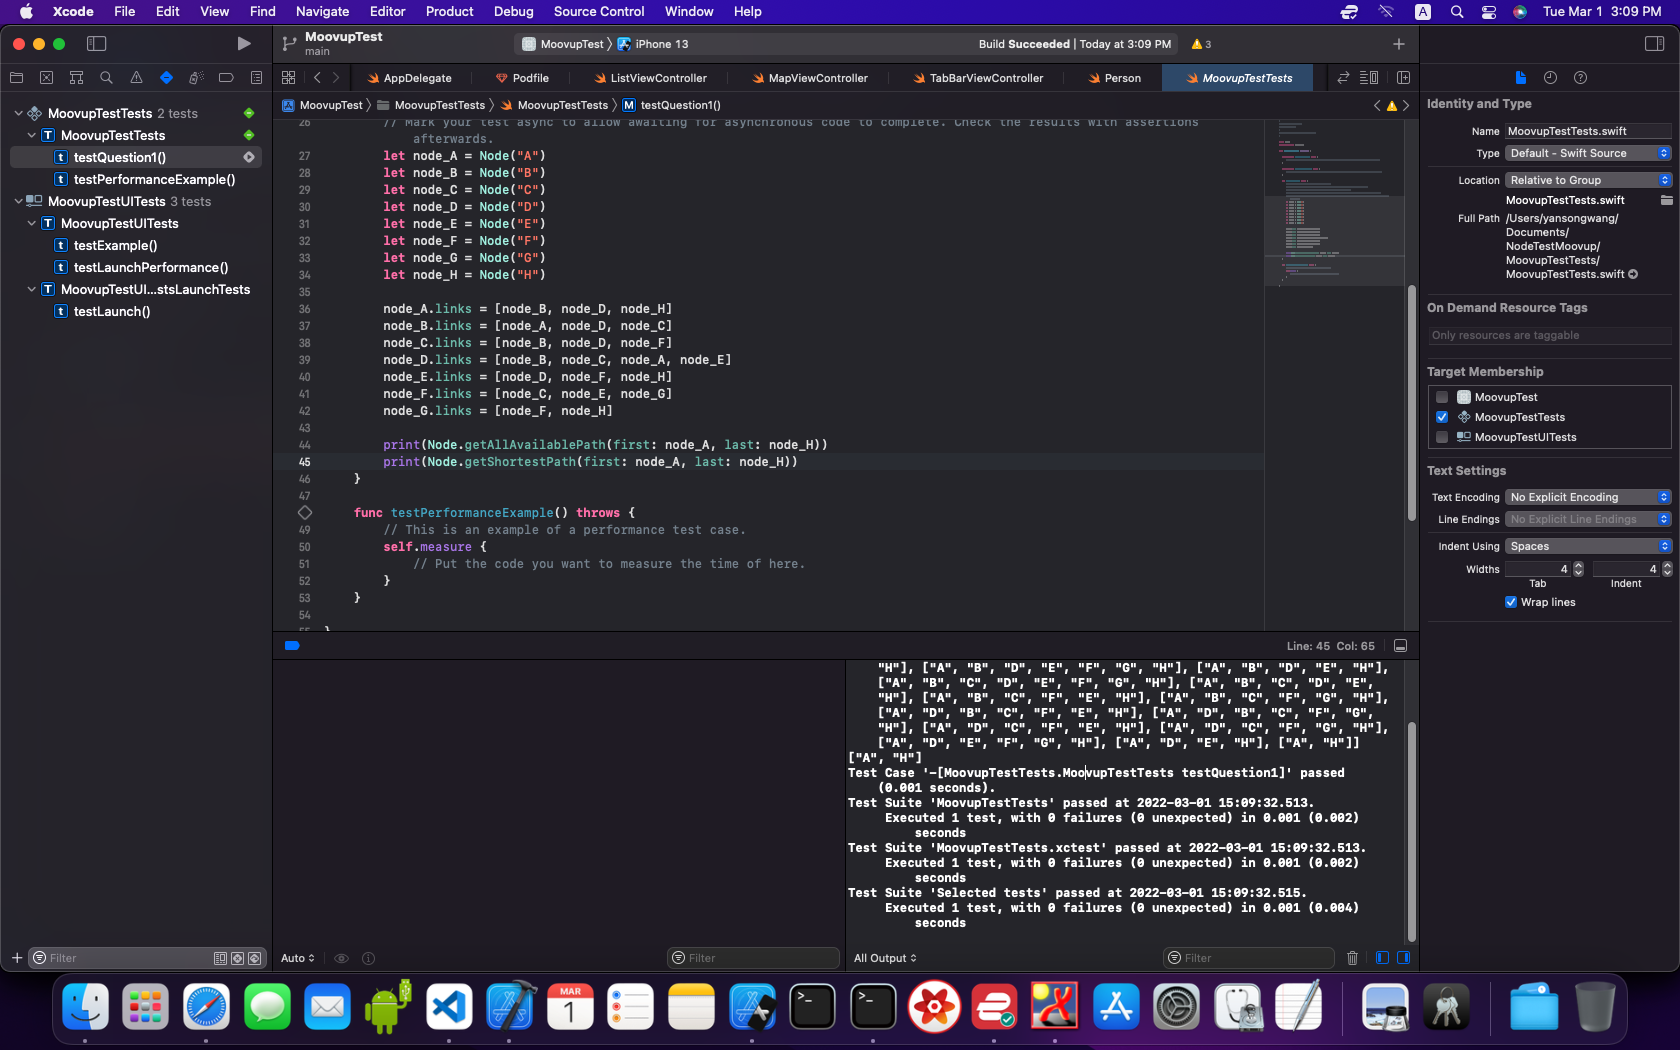 Xcode File Edit View Find Navigate Editor Product Debug Source Control Window Help
A Tue Mar 1 3:09 PM
MoovupTest
main
MoovupTest iPhone 13
Build Succeeded | Today at 3:09 PM
3
AppDelegate Podfile ListViewController MapViewController TabBarViewController Person MoovupTestTests
MoovupTest MoovupTestTests MoovupTestTests M testQuestion1()
MoovupTestTests 2 tests
T MoovupTestTests
t testQuestion1()
t testPerformanceExample()
MoovupTestUITests 3 tests
T MoovupTestUITests
t testExample()
t testLaunchPerformance()
T MoovupTestUI...stsLaunchTests
t testLaunch()
Filter
26 // Mark your test async to allow awaiting for asynchronous code to complete. Check the results with assertions
afterwards.
27 let node_A = Node("A")
28 let node_B = Node("B")
29 let node_C = Node("C")
30 let node_D = Node("D")
31 let node_E = Node("E")
32 let node_F = Node("F")
33 let node_G = Node("G")
34 let node_H = Node("H")
35
36 node_A.links = [node_B, node_D, node_H]
37 node_B.links = [node_A, node_D, node_C]
38 node_C.links = [node_B, node_D, node_F]
39 node_D.links = [node_B, node_C, node_A, node_E]
40 node_E.links = [node_D, node_F, node_H]
41 node_F.links = [node_C, node_E, node_G]
42 node_G.links = [node_F, node_H]
43
44 print(Node.getAllAvailablePath(first: node_A, last: node_H))
45 print(Node.getShortestPath(first: node_A, last: node_H))
46 }
47
func testPerformanceExample() throws {
49 // This is an example of a performance test case.
50 self.measure {
51 // Put the code you want to measure the time of here.
52 }
53 }
54
55 }
Line: 45 Col: 65
"H"], ["A", "B", "D", "E", "F", "G", "H"], ["A", "B", "D", "E", "H"],
["A", "B", "C", "D", "E", "F", "G", "H"], ["A", "B", "C", "D", "E",
"H"], ["A", "B", "C", "F", "E", "H"], ["A", "B", "C", "F", "G", "H"],
["A", "D", "B", "C", "F", "E", "H"], ["A", "D", "B", "C", "F", "G",
"H"], ["A", "D", "C", "F", "E", "H"], ["A", "D", "C", "F", "G", "H"],
["A", "D", "E", "F", "G", "H"], ["A", "D", "E", "H"], ["A", "H"]]
["A", "H"]
Test Case '-[MoovupTestTests.MoovupTestTests testQuestion1]' passed
(0.001 seconds).
Test Suite 'MoovupTestTests' passed at 2022-03-01 15:09:32.513.
Executed 1 test, with 0 failures (0 unexpected) in 0.001 (0.002)
seconds
Test Suite 'MoovupTestTests.xctest' passed at 2022-03-01 15:09:32.513.
Executed 1 test, with 0 failures (0 unexpected) in 0.001 (0.002)
seconds
Test Suite 'Selected tests' passed at 2022-03-01 15:09:32.515.
Executed 1 test, with 0 failures (0 unexpected) in 0.001 (0.004)
seconds
Auto
Filter
All Output
Filter
Identity and Type
Name MoovupTestTests.swift
Type Default - Swift Source
Location Relative to Group
MoovupTestTests.swift
Full Path /Users/yansongwang/
Documents/
NodeTestMoovup/
MoovupTestTests/
MoovupTestTests.swift
On Demand Resource Tags
Only resources are taggable
Target Membership
MoovupTest
MoovupTestTests
MoovupTestUITests
Text Settings
Text Encoding No Explicit Encoding
Line Endings No Explicit Line Endings
Indent Using Spaces
Widths 4 4
Tab Indent
Wrap lines
MAR
1